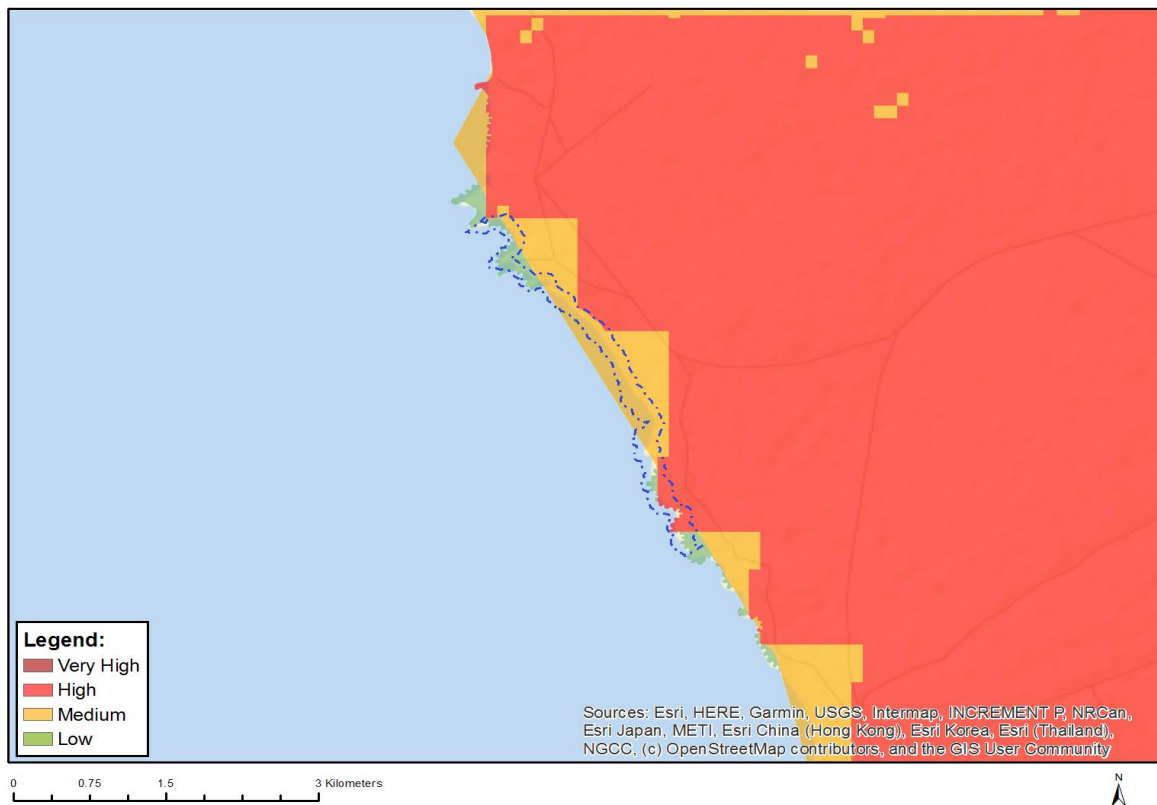 Legend:
Very High
High
Medium
Low
Sources: Esri, HERE, Garmin, USGS, Intermap, INCREMENT P, NRCan,
Esri Japan, METI, Esri China (Hong Kong), Esri Korea, Esri (Thailand),
NGCC, (c) OpenStreetMap contributors, and the GIS User Community
0 0.75 1.5 3 Kilometers
N